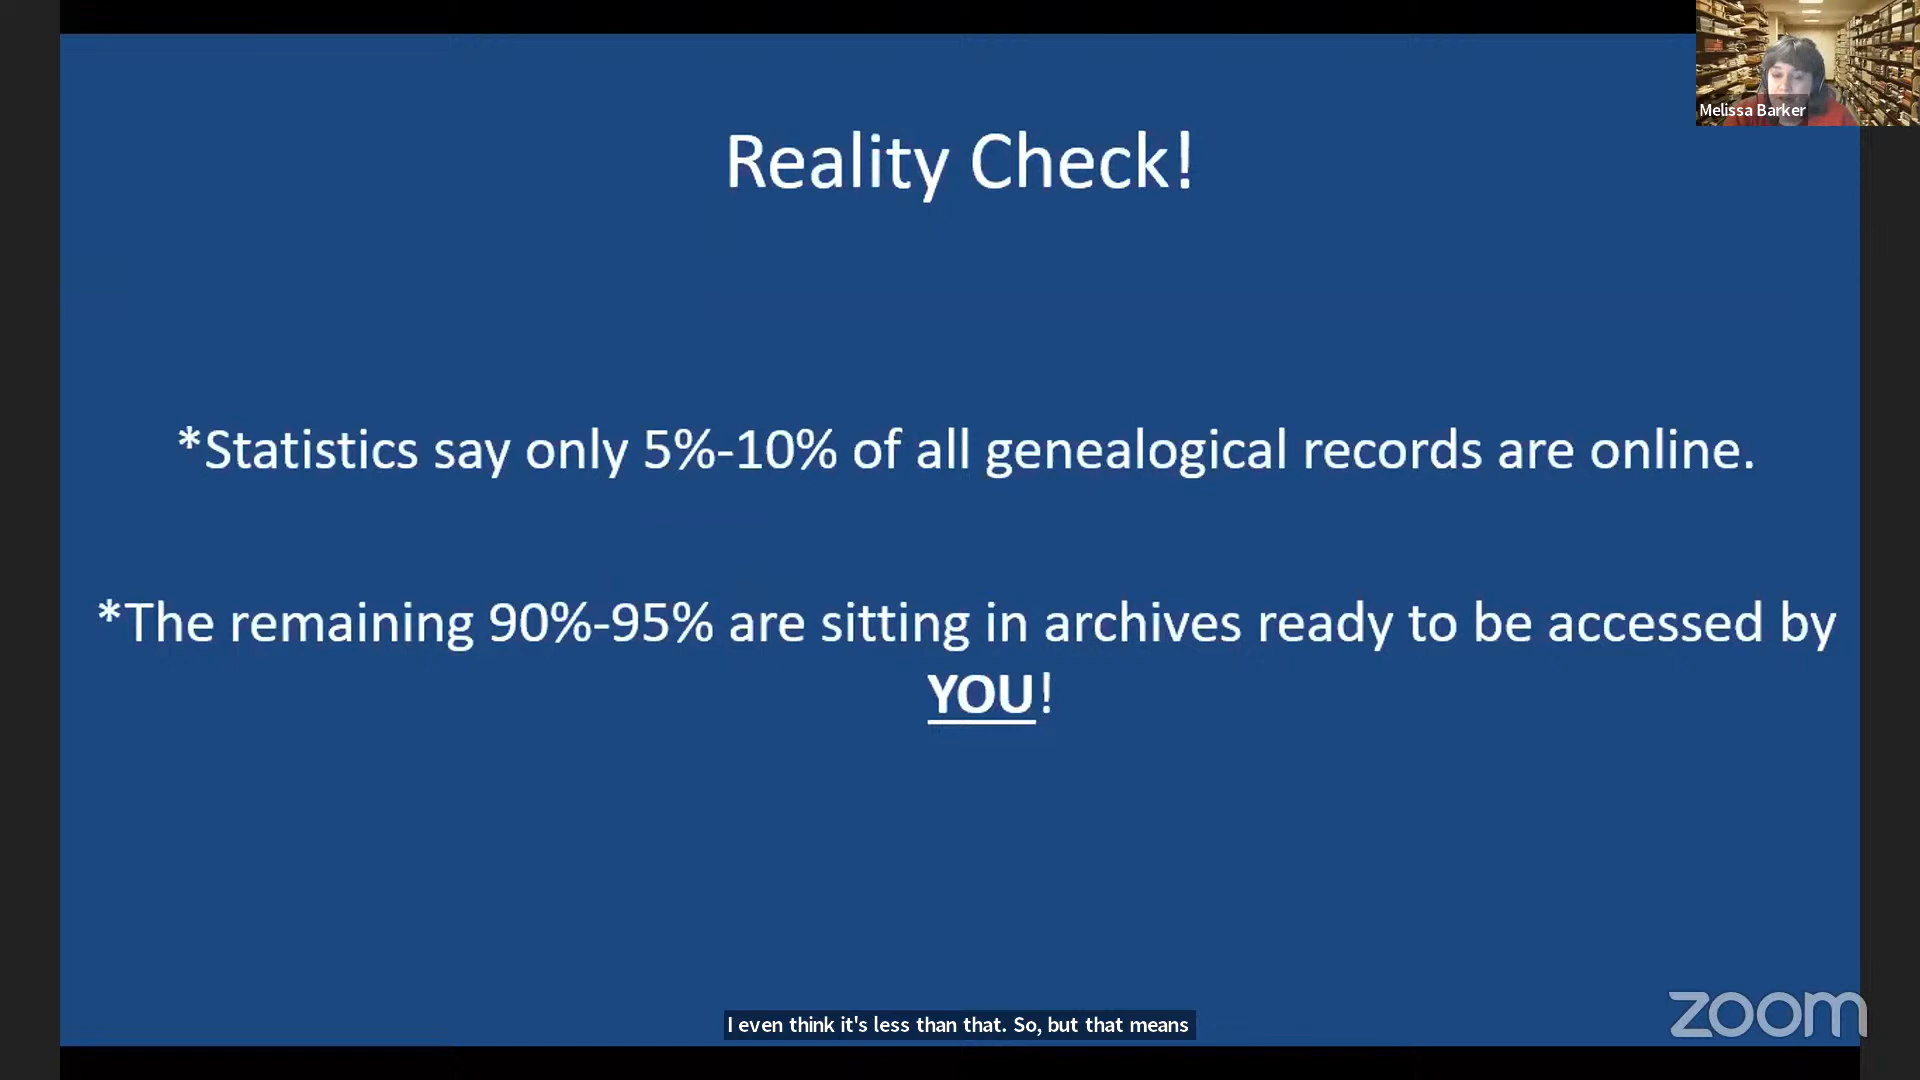 Melissa Barker
Reality Check!
*Statistics say only 5%-10% of all genealogical records are online.
*The remaining 90%-95% are sitting in archives ready to be accessed by
YOU!
I even think it's less than that. So, but that means
zoom